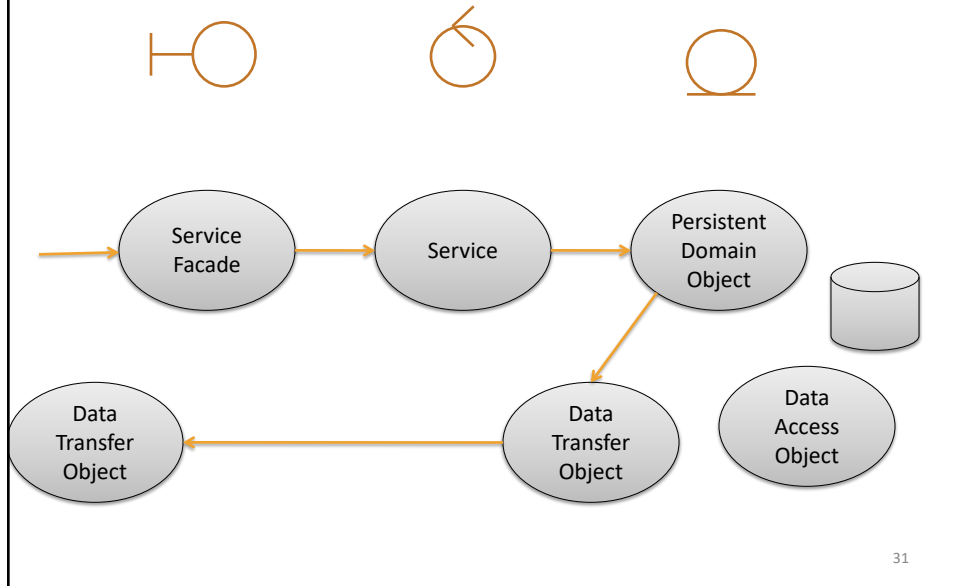 Service
Facade
Service
Persistent
Domain
Object
Data
Transfer
Object
Data
Transfer
Object
Data
Access
Object
31